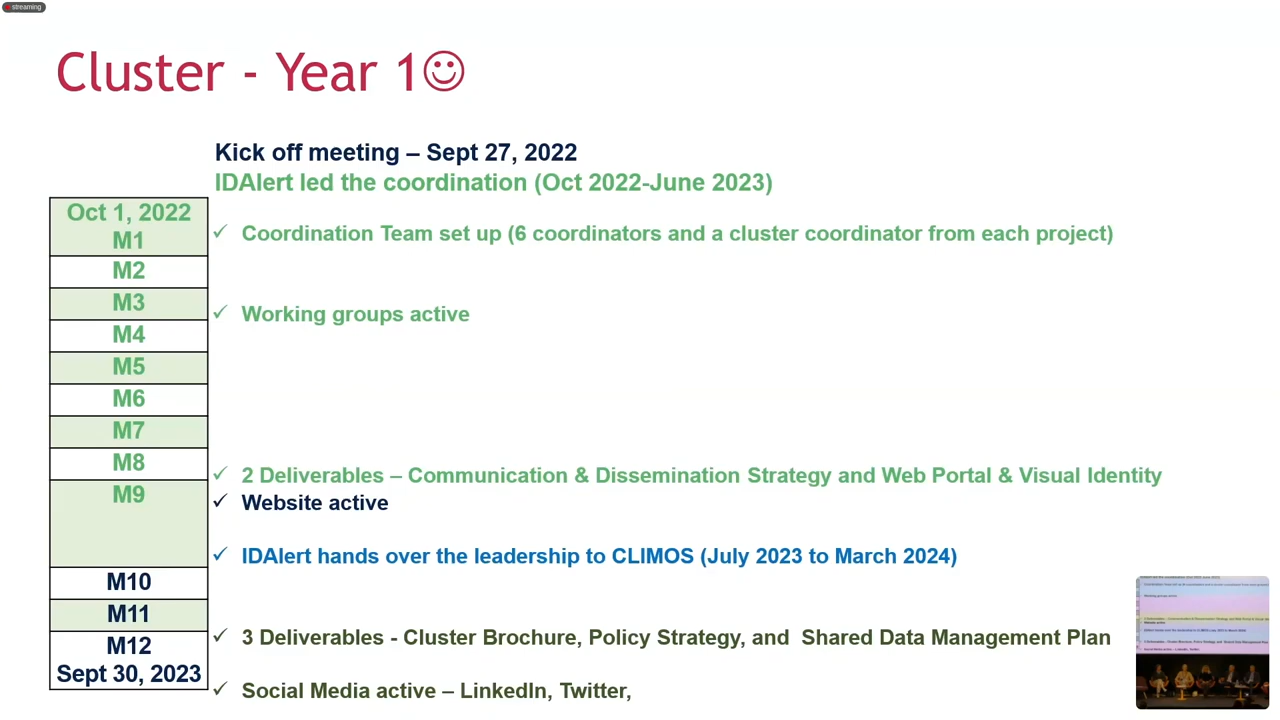 streaming
Cluster - Year 1☺
Kick off meeting – Sept 27, 2022
IDAlert led the coordination (Oct 2022-June 2023)
Oct 1, 2022
M1
✓ Coordination Team set up (6 coordinators and a cluster coordinator from each project)
M2
M3
✓ Working groups active
M4
M5
M6
M7
M8
✓ 2 Deliverables – Communication & Dissemination Strategy and Web Portal & Visual Identity
M9
✓ Website active
✓ IDAlert hands over the leadership to CLIMOS (July 2023 to March 2024)
M10
M11
✓ 3 Deliverables - Cluster Brochure, Policy Strategy, and Shared Data Management Plan
M12
Sept 30, 2023
✓ Social Media active – LinkedIn, Twitter,